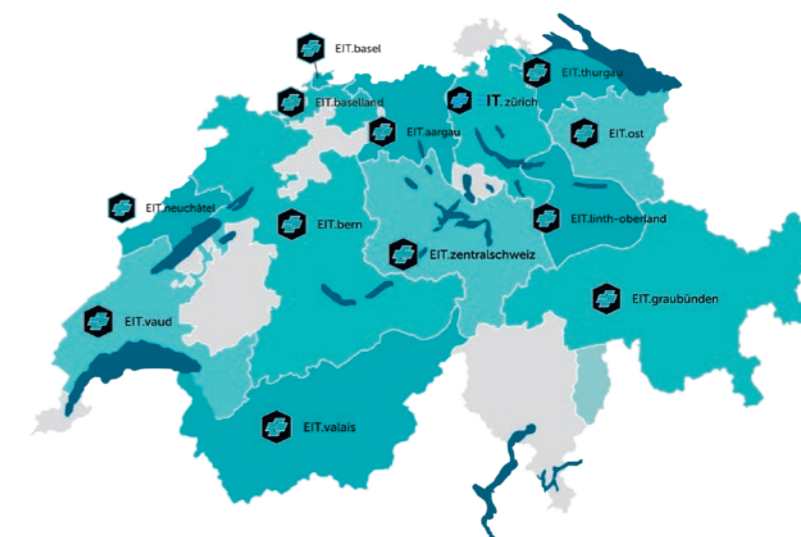 EIT.basel
EIT.thurgau
EIT.baselland
EIT.zürich
EIT.aargau
EIT.ost
EIT.neuchâtel
EIT.linth-oberland
EIT.bern
EIT.zentralschweiz
EIT.graubünden
EIT.vaud
EIT.valais